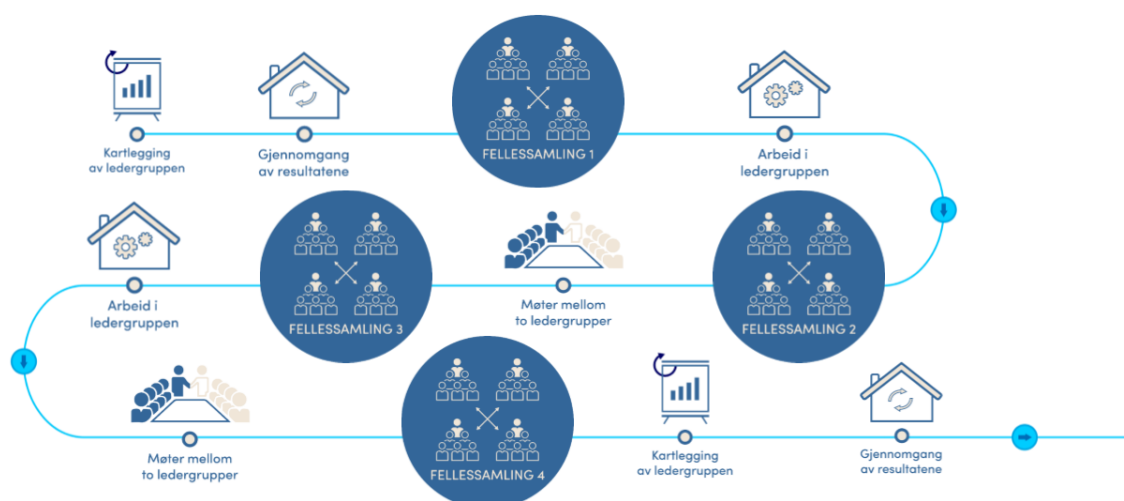 Kartlegging
av ledergruppen
Gjennomgang
av resultatene
FELLESSAMLING 1
Arbeid i
ledergruppen
FELLESSAMLING 2
Møter mellom
to ledergrupper
FELLESSAMLING 3
Arbeid i
ledergruppen
Møter mellom
to ledergrupper
FELLESSAMLING 4
Kartlegging
av ledergruppen
Gjennomgang
av resultatene